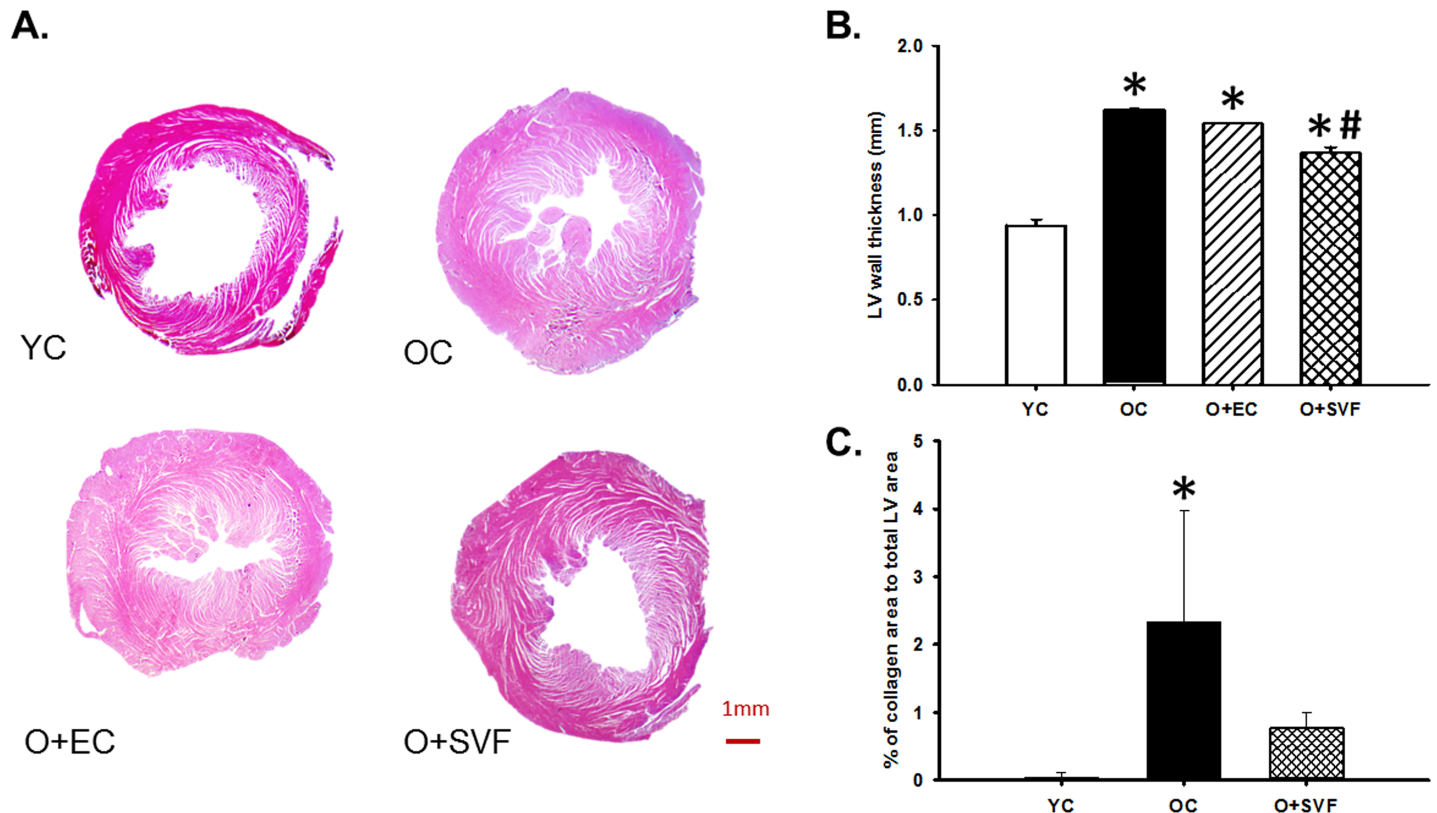 A.
YC
OC
O+EC
O+SVF
1mm
B.
LV wall thickness (mm)
2.0
1.5
1.0
0.5
0.0
*
*
*#
YC OC O+EC O+SVF
C.
% of collagen area to total LV area
5
4
3
2
1
0
*
YC OC O+SVF